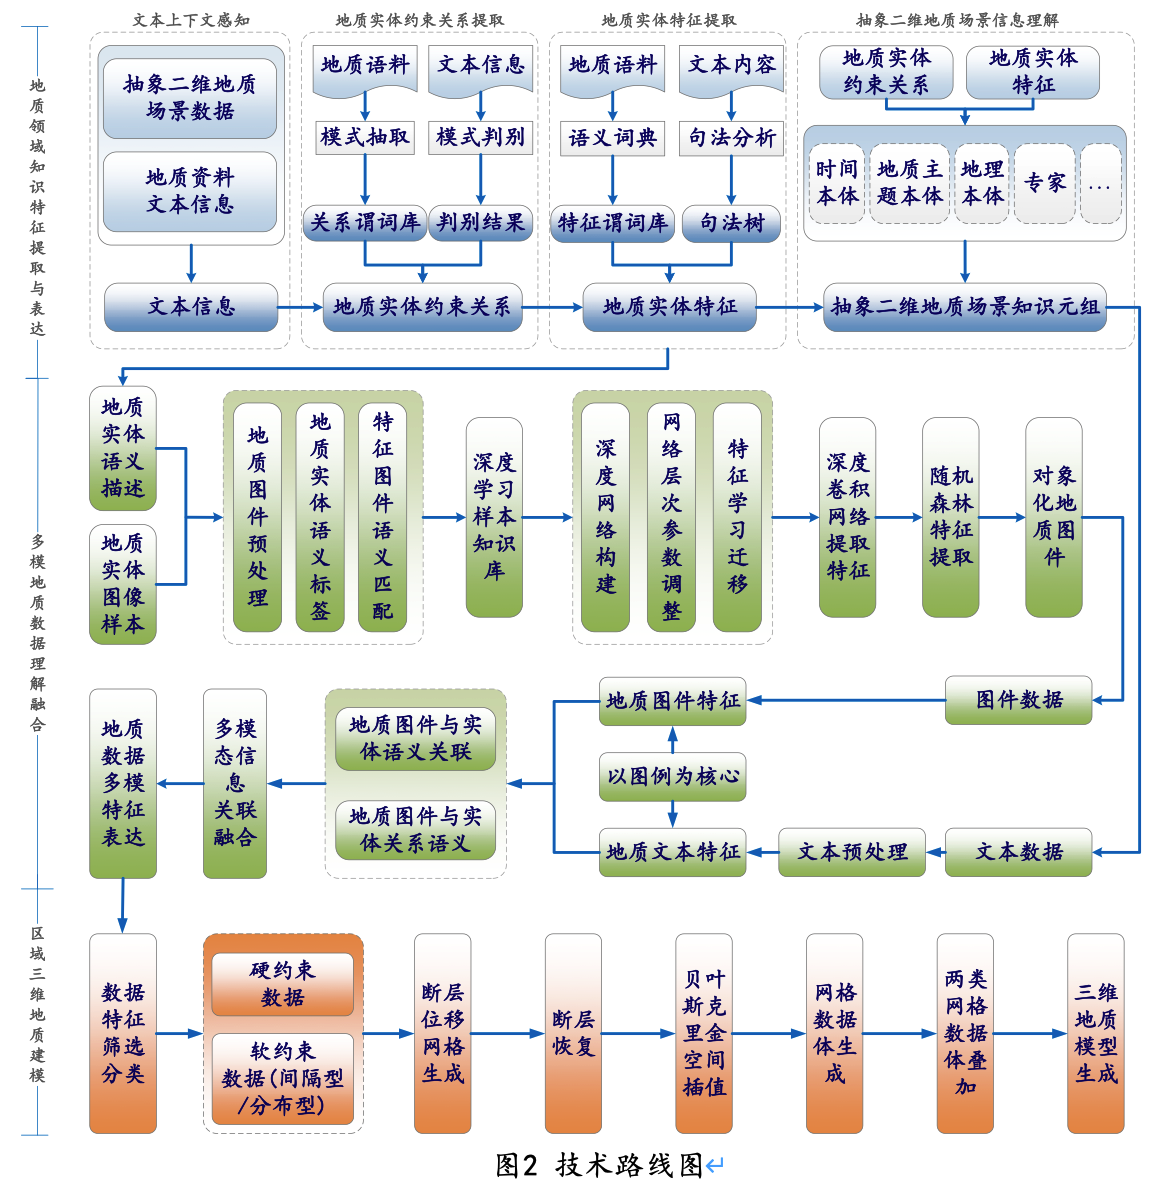 文本上下文感知
地质实体约束关系提取
地质实体特征提取
抽象二维地质场景信息理解
地质领域知识特征提取与表达
抽象二维地质
场景数据
地质资料
文本信息
文本信息
地质语料
文本信息
模式抽取
模式判别
关系谓词库
判别结果
地质实体约束关系
地质语料
文本内容
语义词典
句法分析
特征谓词库
句法树
地质实体特征
地质实体
约束关系
地质实体
特征
时间
本体
地质主
题本体
地理
本体
专家
...
抽象二维地质场景知识元组
多模地质数据理解融合
地质
实体
语义
描述
地质
实体
图像
样本
地质图件预处理
地质实体语义标签
特征图件语义匹配
深度
学习
样本
知识
库
深度网络构建
网络层次参数调整
特征学习迁移
深度
卷积
网络
提取
特征
随机
森林
特征
提取
对象
化地
质图
件
图件数据
地质图件特征
以图例为核心
地质文本特征
文本预处理
文本数据
地质图件与实
体语义关联
地质图件与实
体关系语义
多模
态信
息
关联
融合
地质
数据
多模
特征
表达
区域三维地质建模
数据
特征
筛选
分类
硬约束
数据
软约束
数据(间隔型
/分布型)
断层
位移
网格
生成
断层
恢复
贝叶
斯克
里金
空间
插值
网格
数据
体生
成
两类
网格
数据
体叠
加
三维
地质
模型
生成
图2 技术路线图↵